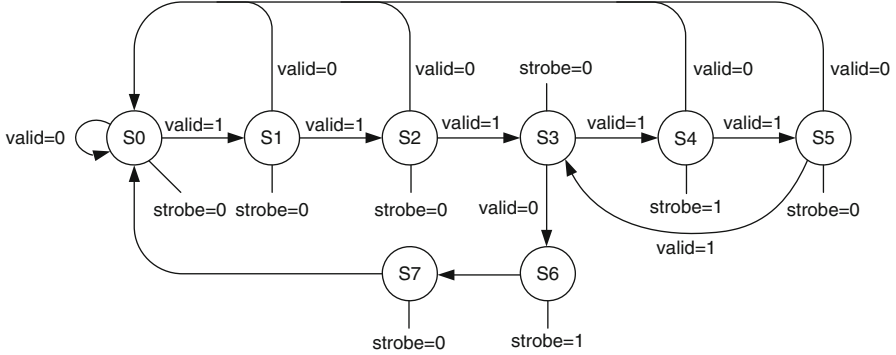 valid=0
valid=0
strobe=0
valid=0
valid=0
valid=0
S0
valid=1
S1
valid=1
S2
valid=1
S3
valid=1
S4
valid=1
S5
strobe=0
strobe=0
strobe=0
valid=0
strobe=1
strobe=0
valid=1
S7
S6
strobe=0
strobe=1